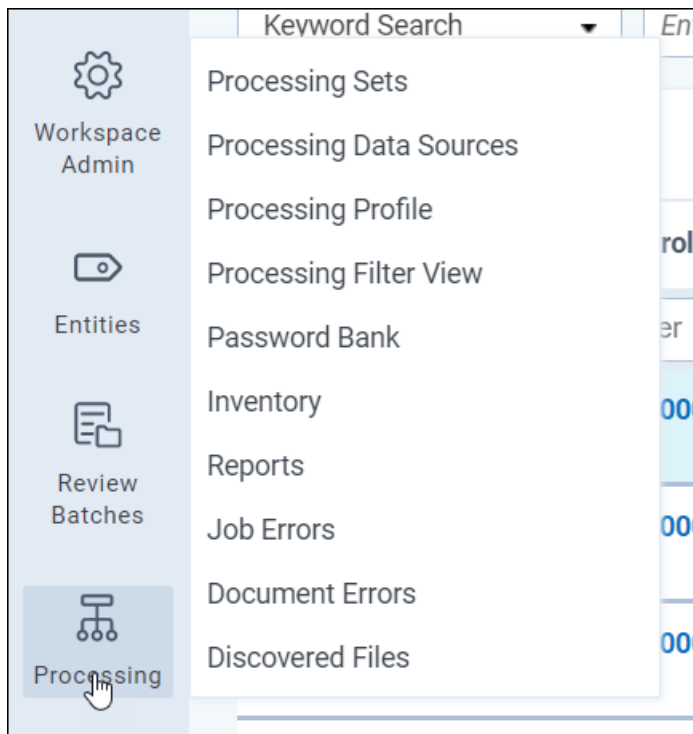 Keyword Search
Workspace
Admin
Entities
Review
Batches
Processing
Processing Sets
Processing Data Sources
Processing Profile
Processing Filter View
Password Bank
Inventory
Reports
Job Errors
Document Errors
Discovered Files